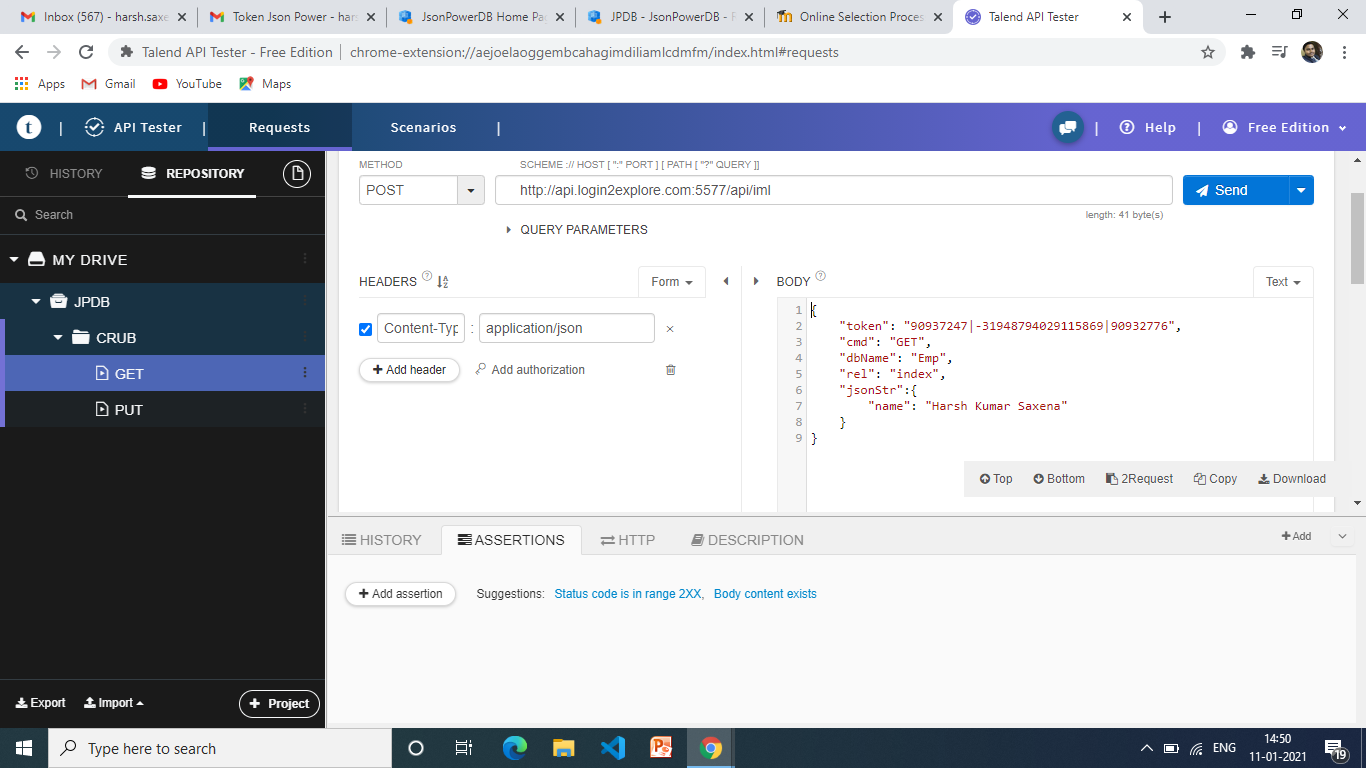 Inbox (567) - harsh.saxe
Token Json Power - har
JsonPowerDB Home Pa
JPDB - JsonPowerDB - F
Online Selection Proces
Talend API Tester
Talend API Tester - Free Edition
chrome-extension://aejoelaoggembcahagimdiliamlcdmfm/index.html#requests
Apps
Gmail
YouTube
Maps
t | API Tester | Requests Scenarios | | Help | Free Edition
HISTORY
REPOSITORY
METHOD
SCHEME :// HOST [ ":" PORT ] [ PATH [ "?" QUERY ]]
POST
http://api.login2explore.com:5577/api/iml
Send
length: 41 byte(s)
QUERY PARAMETERS
Search
MY DRIVE
JPDB
CRUB
GET
PUT
HEADERS
Form
BODY
Text
Content-Typ : application/json
Add header
Add authorization
1 {
2 "token": "90937247|-31948794029115869|90932776",
3 "cmd": "GET",
4 "dbName": "Emp",
5 "rel": "index",
6 "jsonStr":{
7 "name": "Harsh Kumar Saxena"
8 }
9 }
Top
Bottom
2Request
Copy
Download
HISTORY
ASSERTIONS
HTTP
DESCRIPTION
Add
Add assertion
Suggestions: Status code is in range 2XX, Body content exists
Export
Import
Project
Type here to search
ENG
14:50
11-01-2021
19